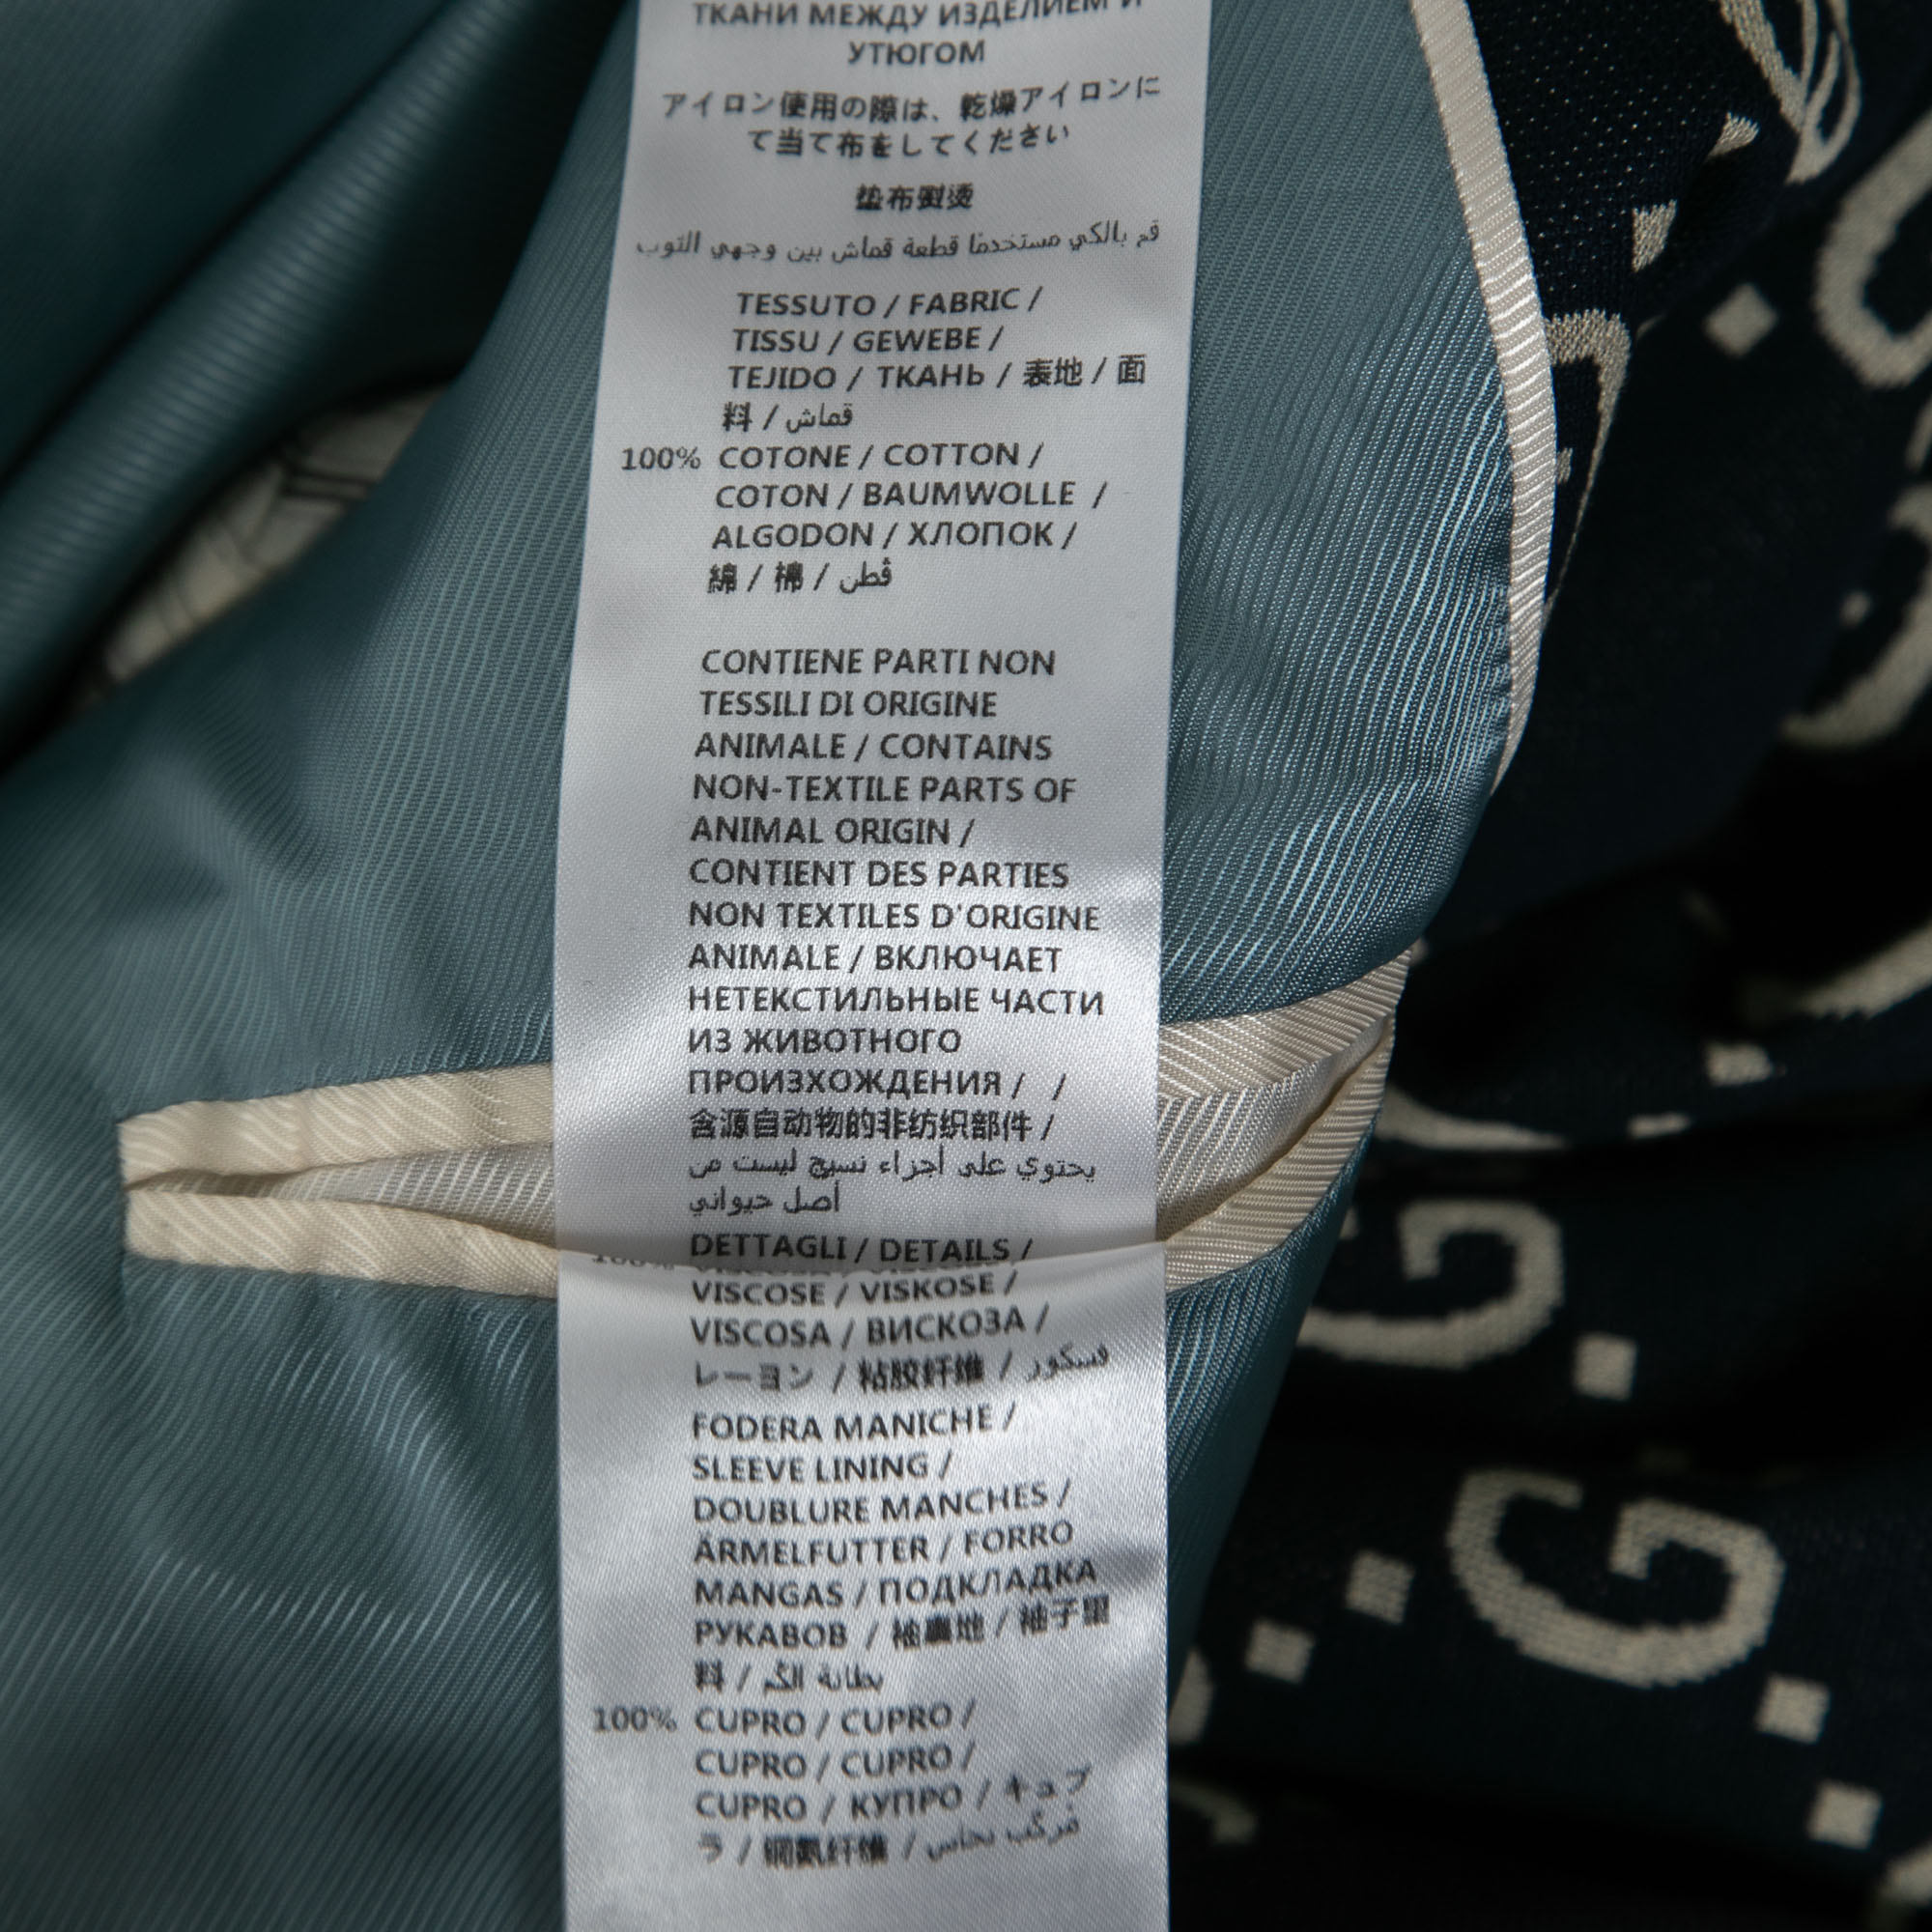 ТКАНИ МЕЖДУ ИЗДЕЛИЕМ И
УТЮГОМ
アイロン使用の際は、乾燥アイロンに
て当て布をしてください
垫布熨烫
قم بالكي مستخدمًا قطعة قماش بين وجهي الثوب
TESSUTO / FABRIC /
TISSU / GEWEBE /
TEJIDO / ТКАНЬ / 表地 / 面
料 / قماش
100% COTONE / COTTON /
COTON / BAUMWOLLE /
ALGODON / ХЛОПОК /
綿 / 棉 / قطن
CONTIENE PARTI NON
TESSILI DI ORIGINE
ANIMALE / CONTAINS
NON-TEXTILE PARTS OF
ANIMAL ORIGIN /
CONTIENT DES PARTIES
NON TEXTILES D'ORIGINE
ANIMALE / ВКЛЮЧАЕТ
НЕТЕКСТИЛЬНЫЕ ЧАСТИ
ИЗ ЖИВОТНОГО
ПРОИЗХОЖДЕНИЯ / /
含源自动物的非纺织部件 /
يحتوي على أجزاء نسيج ليست من
أصل حيواني
DETTAGLI / DETAILS /
100%
VISCOSE / VISKOSE /
VISCOSA / ВИСКОЗА /
レーヨン / 粘胶纤维 / فسكوز
FODERA MANICHE /
SLEEVE LINING /
DOUBLURE MANCHES /
ÄRMELFUTTER / FORRO
MANGAS / ПОДКЛАДКА
РУКАВОВ / 袖裏地 / 袖子里
料 / بطانة الكم
100% CUPRO / CUPRO /
CUPRO / CUPRO /
CUPRO / КУПРО / キュプ
ラ / 铜氨纤维 / مركب نحاس
G
G